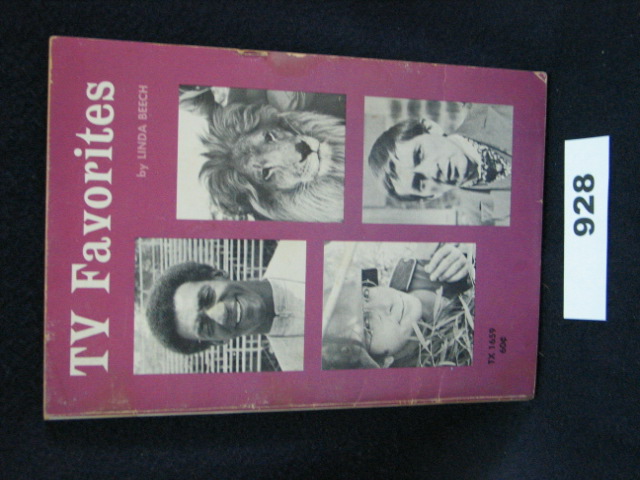 TV Favorites
by LINDA BEECH
TX 1659
60¢
928